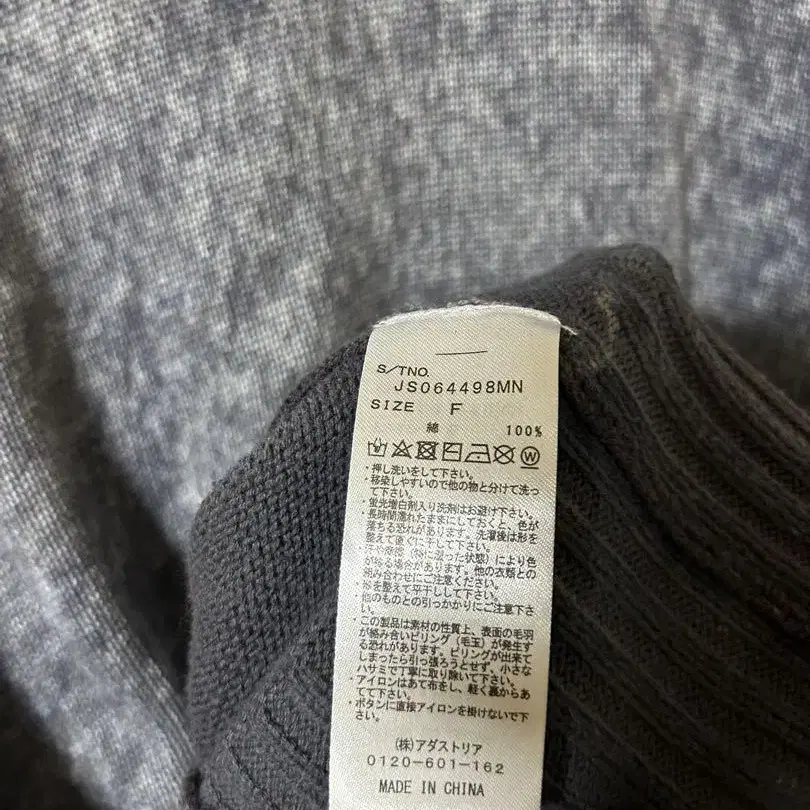 S/TNO.
JS064498MN
SIZE F
綿 100%
・押し洗いをして下さい。
・移染しやすいので他の物と分けて洗っ
て下さい。
・蛍光増白剤入り洗剤はお避け下さい。
・長時間濡れたままにしておくと、色が
落ちる恐れがあります。洗濯後は形を
整えて直ぐに干して下さい。
・汗や摩擦(特に湿った状態)により色
が移る場合があります。他の衣類との
組み合わせにご注意ください。
・形を整えて平干しして下さい。
・他のものとの引っかかりにご注意下さ
い。
・この製品は素材の性質上、表面の毛羽
が絡み合いピリング(毛玉)が発生す
る恐れがあります。ピリングが出来て
しまったら引っ張ろうとせず、小さな
ハサミで丁寧に取り除いて下さい。
・アイロンはあて布をし、軽く裏からあ
てて下さい。
・ボタンに直接アイロンを掛けないで下
さい。
(株)アダストリア
0120-601-162
MADE IN CHINA